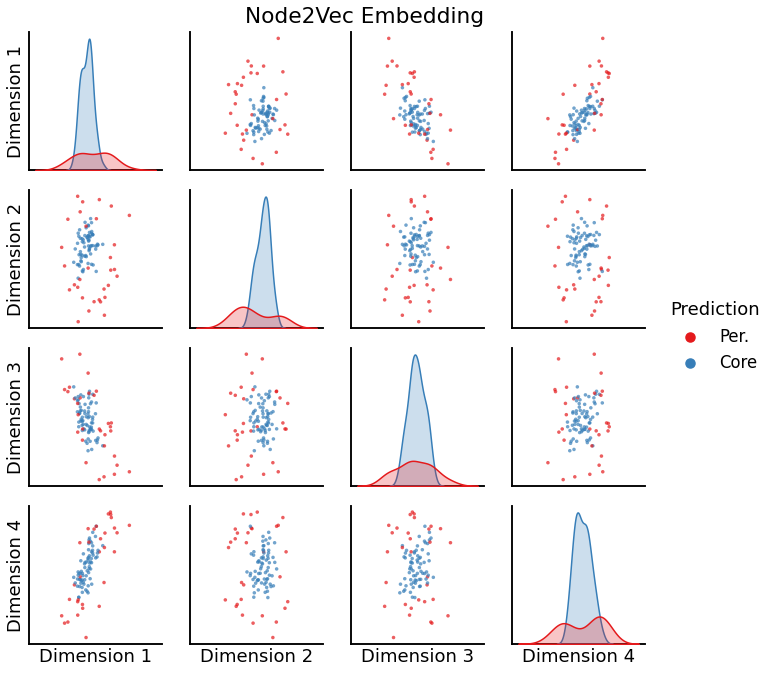 Node2Vec Embedding
Dimension 1
Dimension 2
Dimension 3
Dimension 4
Prediction
Per.
Core
Dimension 1
Dimension 2
Dimension 3
Dimension 4